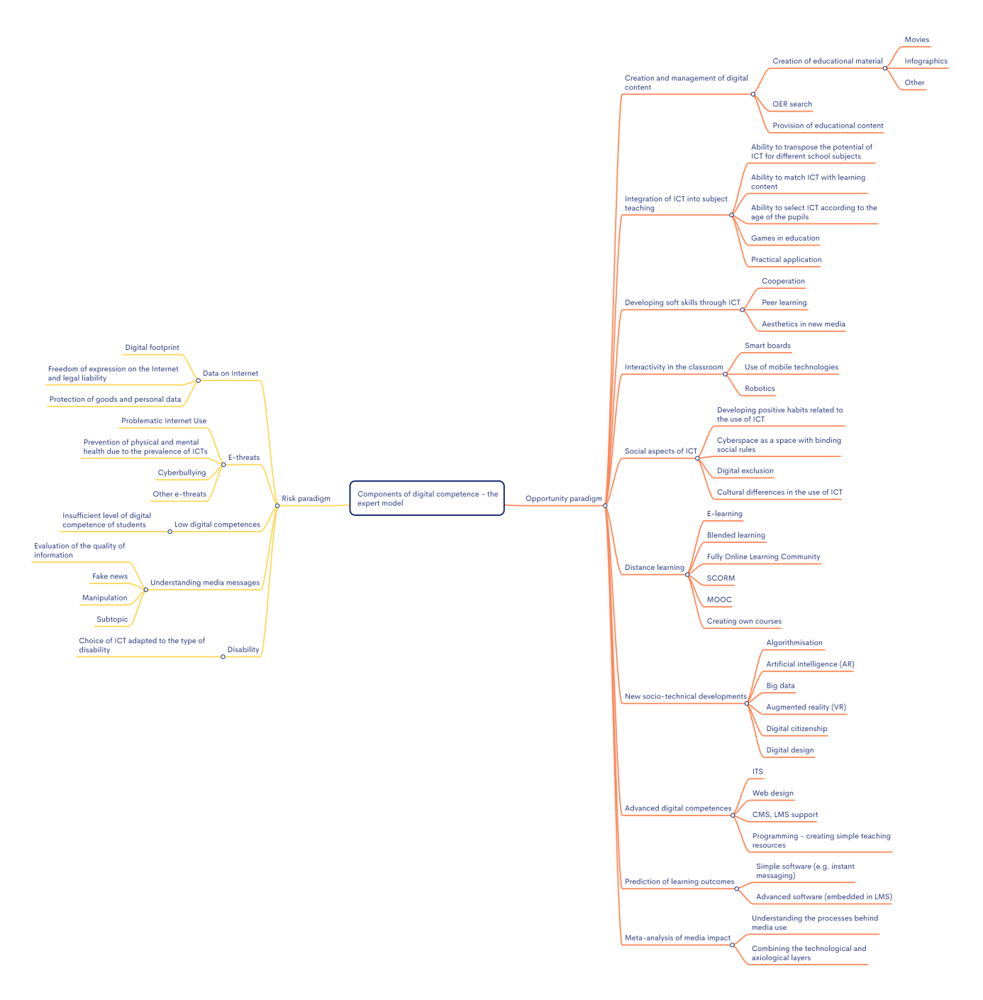 Components of digital competence - the
expert model
Risk paradigm
Data on Internet
Digital footprint
Freedom of expression on the Internet
and legal liability
Protection of goods and personal data
E-threats
Problematic Internet Use
Prevention of physical and mental
health due to the prevalence of ICTs
Cyberbullying
Other e-threats
Low digital competences
Insufficient level of digital
competence of students
Understanding media messages
Evaluation of the quality of
information
Fake news
Manipulation
Subtopic
Disability
Choice of ICT adapted to the type of
disability
Opportunity paradigm
Creation and management of digital
content
Creation of educational material
Movies
Infographics
Other
OER search
Provision of educational content
Integration of ICT into subject
teaching
Ability to transpose the potential of
ICT for different school subjects
Ability to match ICT with learning
content
Ability to select ICT according to the
age of the pupils
Games in education
Practical application
Developing soft skills through ICT
Cooperation
Peer learning
Aesthetics in new media
Interactivity in the classroom
Smart boards
Use of mobile technologies
Robotics
Social aspects of ICT
Developing positive habits related to
the use of ICT
Cyberspace as a space with binding
social rules
Digital exclusion
Cultural differences in the use of ICT
Distance learning
E-learning
Blended learning
Fully Online Learning Community
SCORM
MOOC
Creating own courses
New socio-technical developments
Algorithmisation
Artificial intelligence (AR)
Big data
Augmented reality (VR)
Digital citizenship
Digital design
Advanced digital competences
ITS
Web design
CMS, LMS support
Programming - creating simple teaching
resources
Prediction of learning outcomes
Simple software (e.g. instant
messaging)
Advanced software (embedded in LMS)
Meta-analysis of media impact
Understanding the processes behind
media use
Combining the technological and
axiological layers